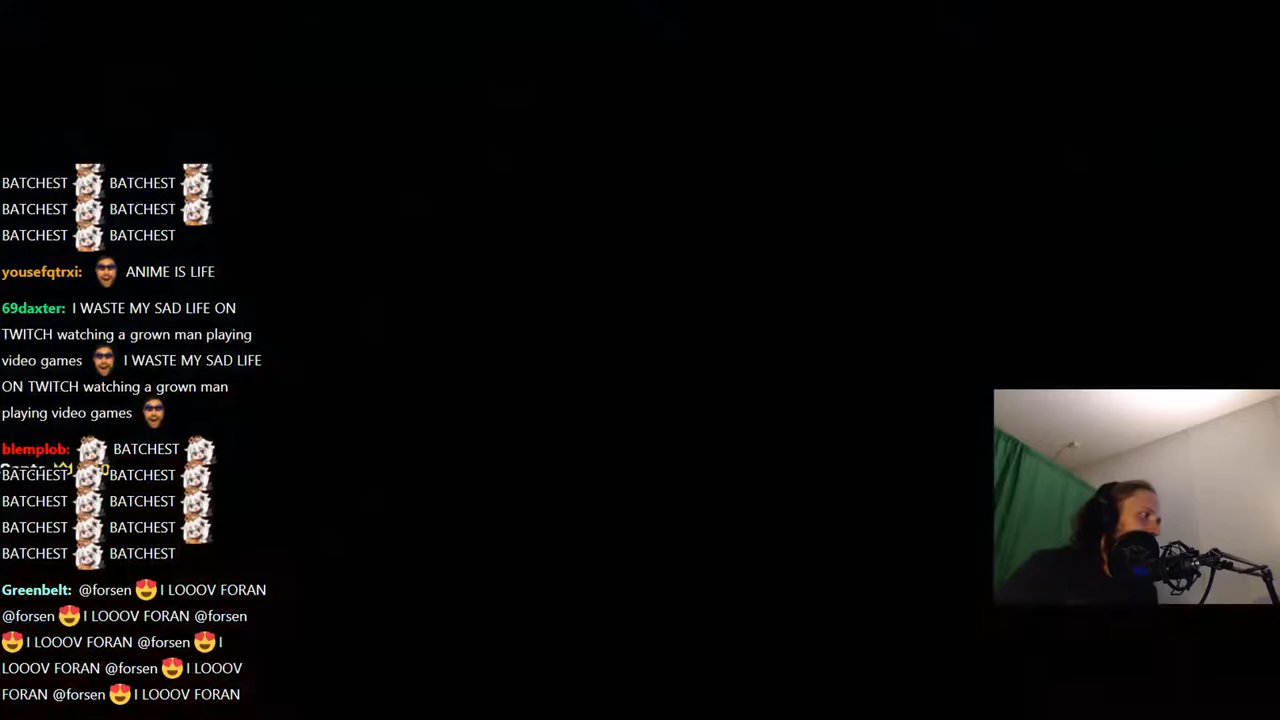 BATCHEST BATCHEST
BATCHEST BATCHEST
BATCHEST BATCHEST
yousefqtrxi: ANIME IS LIFE
69daxter: I WASTE MY SAD LIFE ON
TWITCH watching a grown man playing
video games I WASTE MY SAD LIFE
ON TWITCH watching a grown man
playing video games
blemplob: BATCHEST
BATCHEST BATCHEST
BATCHEST BATCHEST
BATCHEST BATCHEST
BATCHEST BATCHEST
Greenbelt: @forsen 😍 I LOOOV FORAN
@forsen 😍 I LOOOV FORAN @forsen
😍 I LOOOV FORAN @forsen 😍 I
LOOOV FORAN @forsen 😍 I LOOOV
FORAN @forsen 😍 I LOOOV FORAN